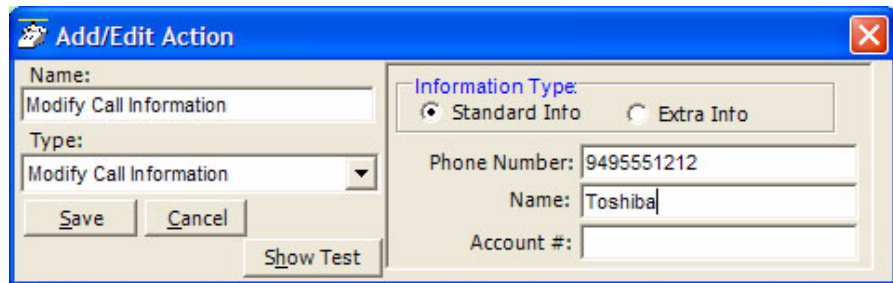 Add/Edit Action
Name:
Modify Call Information
Type:
Modify Call Information
Save Cancel
Show Test
Information Type:
Standard Info Extra Info
Phone Number: 9495551212
Name: Toshiba
Account #: